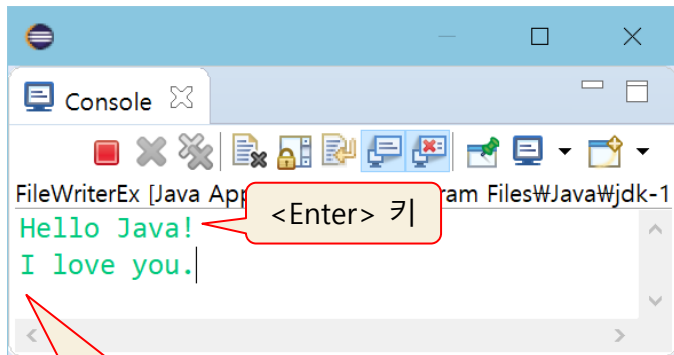 Console
FileWriterEx [Java App ram Files₩Java₩jdk-1
<Enter> 키
Hello Java!
I love you.